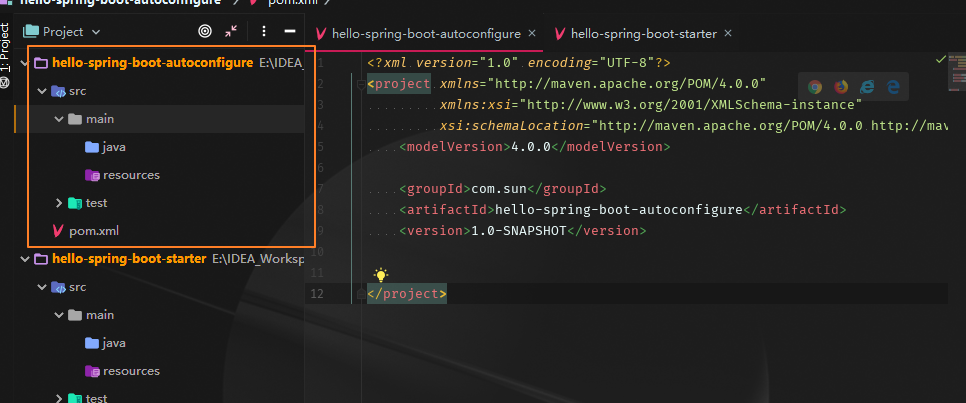 hello-spring-boot-autoconfigure / pom.xml /
1: Project
Project
hello-spring-boot-autoconfigure E:\IDEA_
src
main
java
resources
test
pom.xml
hello-spring-boot-starter E:\IDEA_Worksp
src
main
java
resources
test
hello-spring-boot-autoconfigure ×
hello-spring-boot-starter ×
1 <?xml version="1.0" encoding="UTF-8"?>
2 <project xmlns="http://maven.apache.org/POM/4.0.0"
3 xmlns:xsi="http://www.w3.org/2001/XMLSchema-instance"
4 xsi:schemaLocation="http://maven.apache.org/POM/4.0.0 http://mav
5 <modelVersion>4.0.0</modelVersion>
6
7 <groupId>com.sun</groupId>
8 <artifactId>hello-spring-boot-autoconfigure</artifactId>
9 <version>1.0-SNAPSHOT</version>
10
11
12 </project>